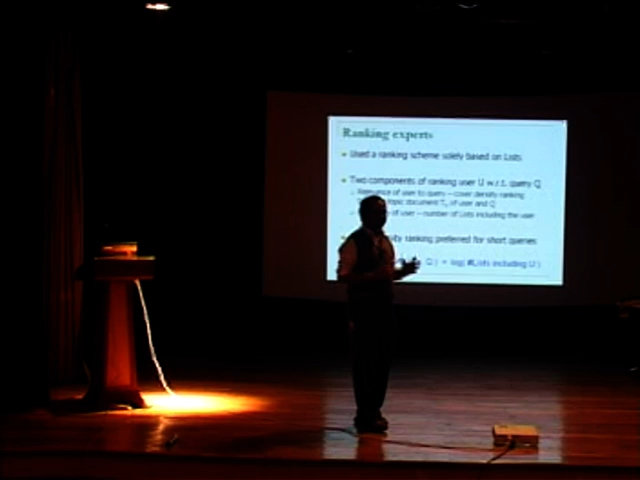 Ranking experts
Used a ranking scheme solely based on Lists
Two components of ranking user U w.r.t. query Q
Relevance of user to query – cover density ranking
topic document T of user and Q
of user – number of Lists including the user
ranking preferred for short queries
Q ) × log( #Lists including U )